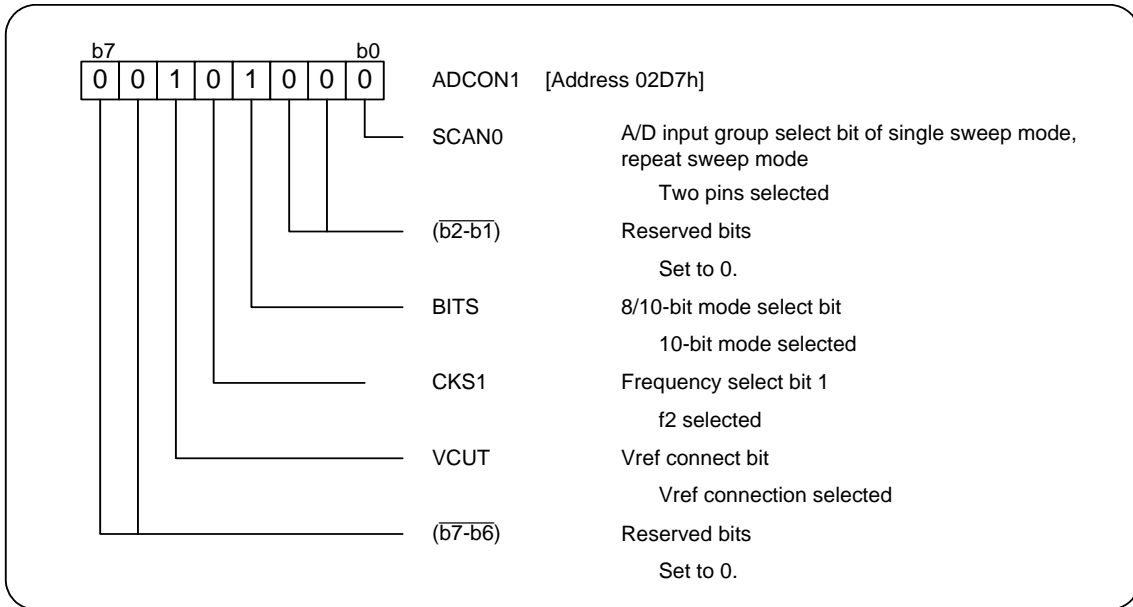 b7 b0
0 0 1 0 1 0 0 0 ADCON1 [Address 02D7h]
SCAN0 A/D input group select bit of single sweep mode,
repeat sweep mode
Two pins selected
(b2-b1) Reserved bits
Set to 0.
BITS 8/10-bit mode select bit
10-bit mode selected
CKS1 Frequency select bit 1
f2 selected
VCUT Vref connect bit
Vref connection selected
(b7-b6) Reserved bits
Set to 0.